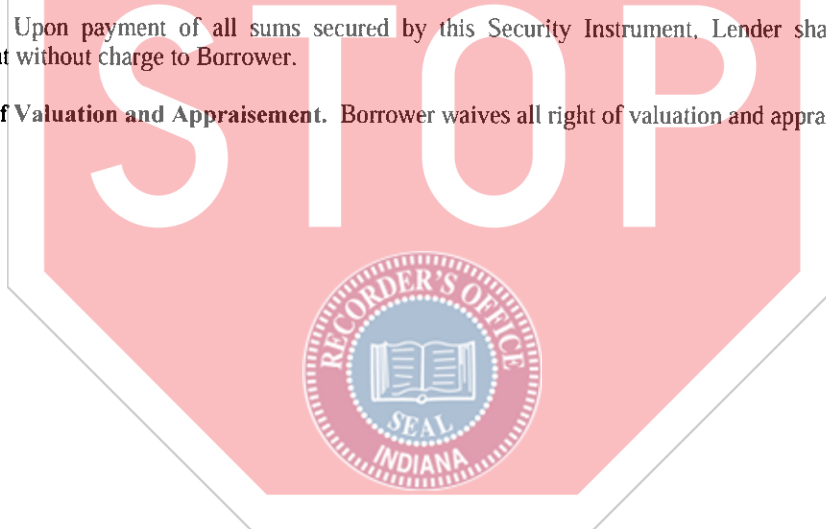 Upon payment of all sums secured by this Security Instrument, Lender sha
t without charge to Borrower.
f Valuation and Appraisement. Borrower waives all right of valuation and apprai
STOP
RECORDER'S OFFICE
SEAL
INDIANA